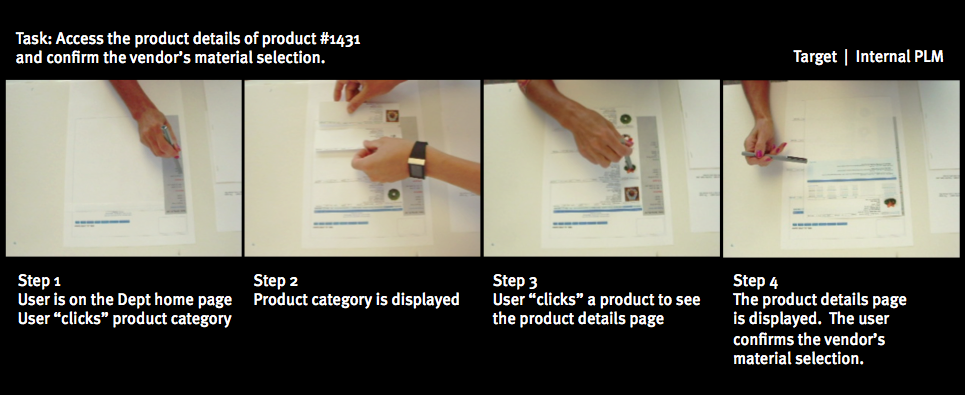 Task: Access the product details of product #1431
and confirm the vendor’s material selection.
Target | Internal PLM
Step 1
User is on the Dept home page
User “clicks” product category
Step 2
Product category is displayed
Step 3
User “clicks” a product to see
the product details page
Step 4
The product details page
is displayed.  The user
confirms the vendor’s
material selection.